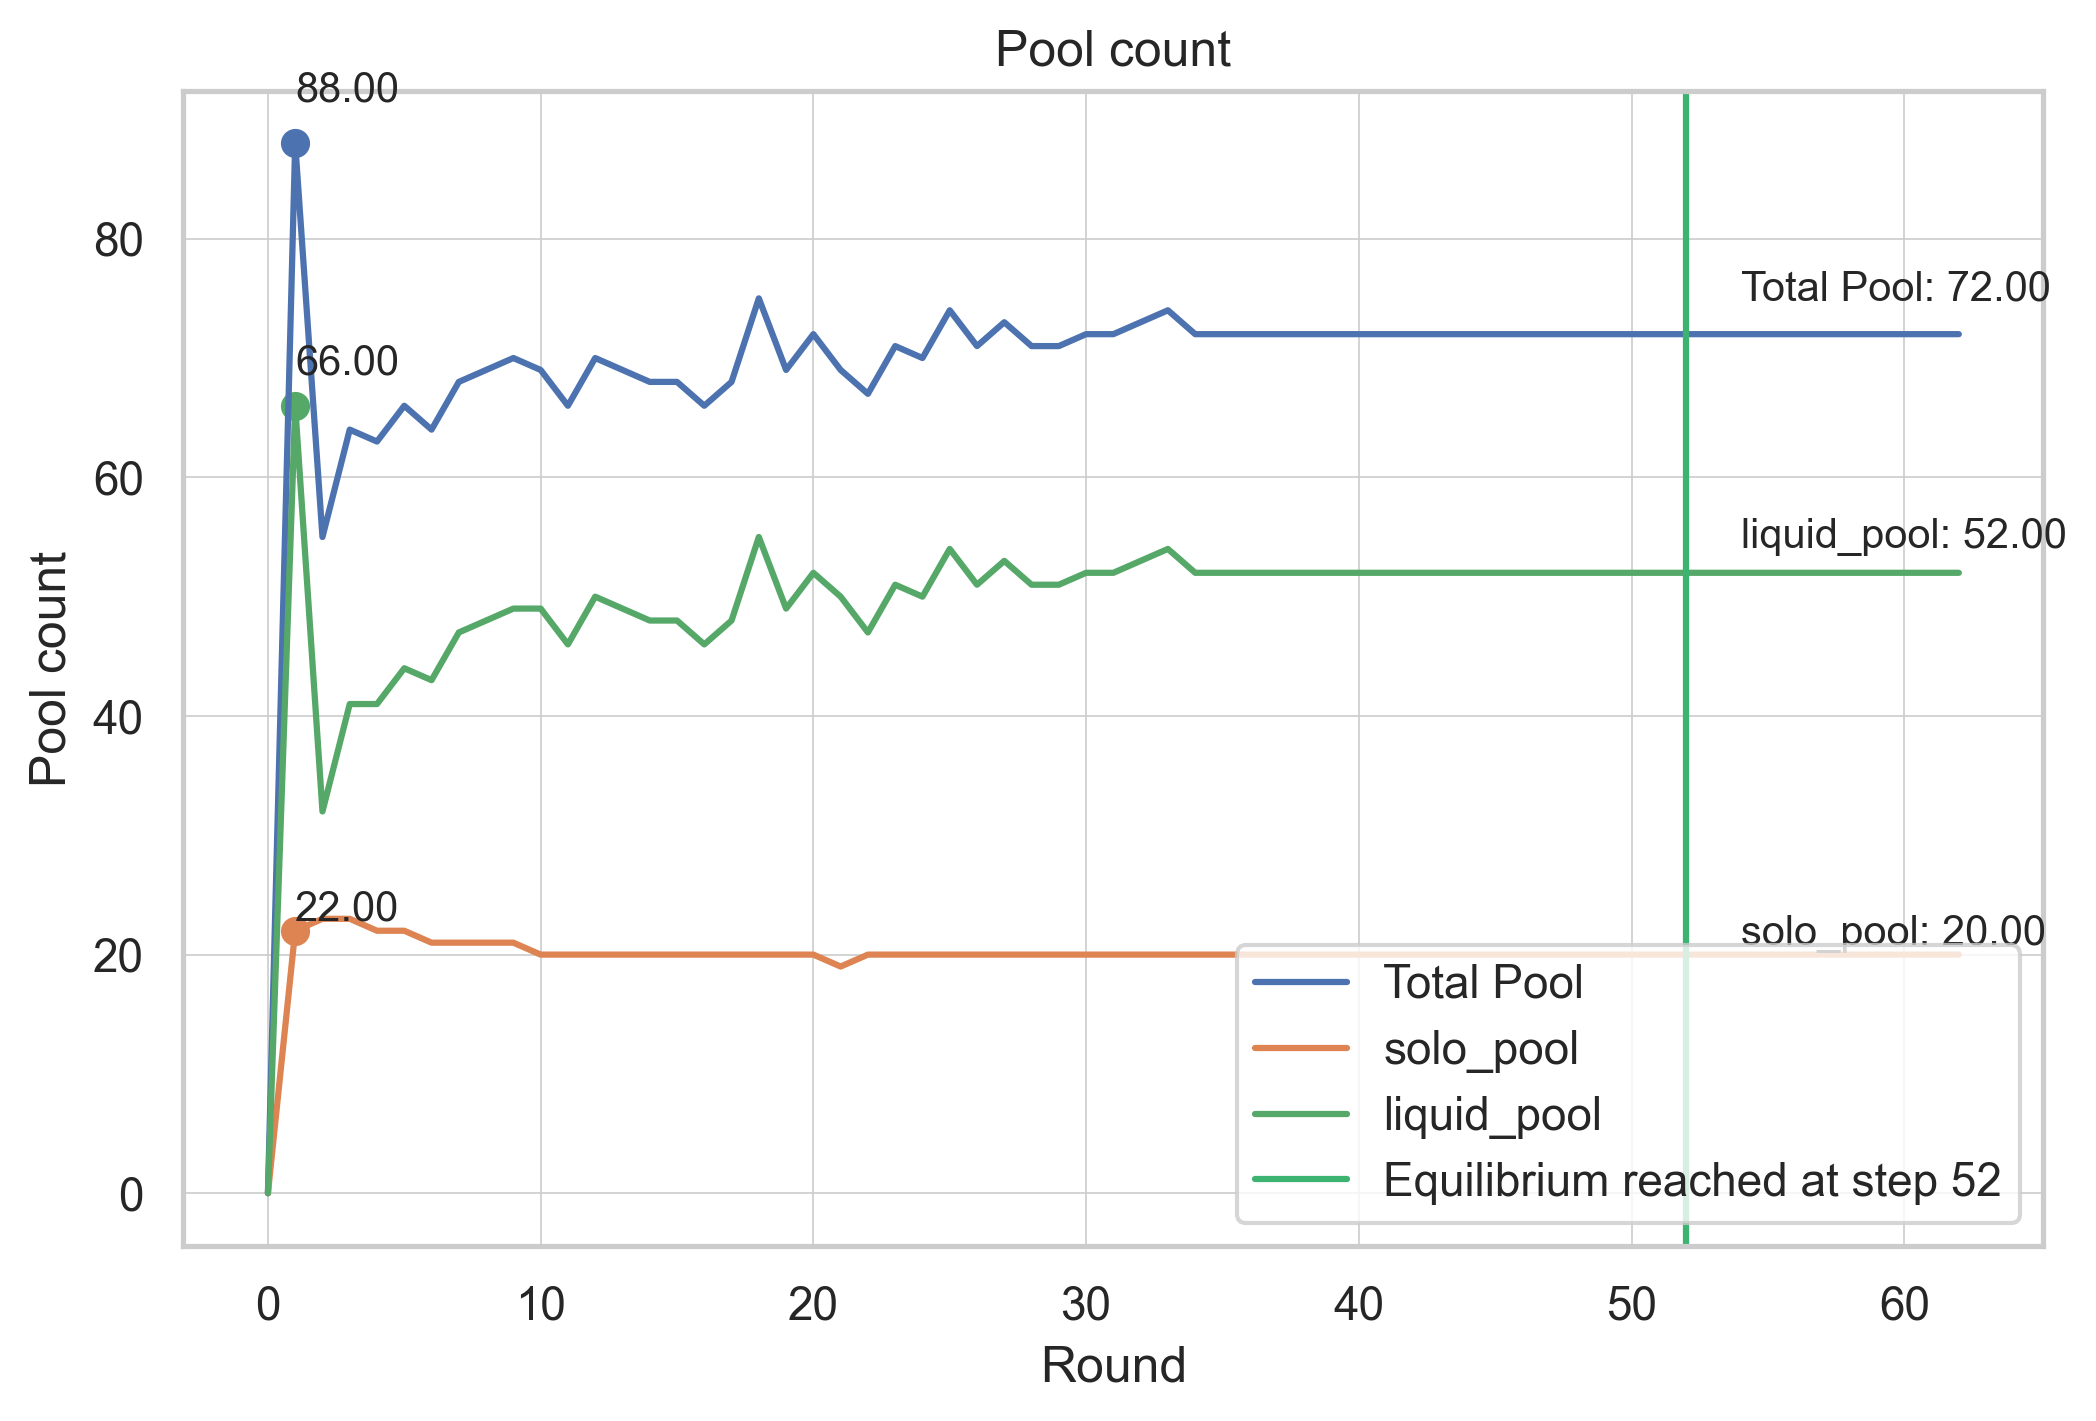 Pool count
88.00
80
Total Pool: 72.00
66.00
60
liquid_pool: 52.00
Pool count
40
22.00
solo_pool: 20.00
20
Total Pool
solo_pool
liquid_pool
Equilibrium reached at step 52
0
0 10 20 30 40 50 60
Round